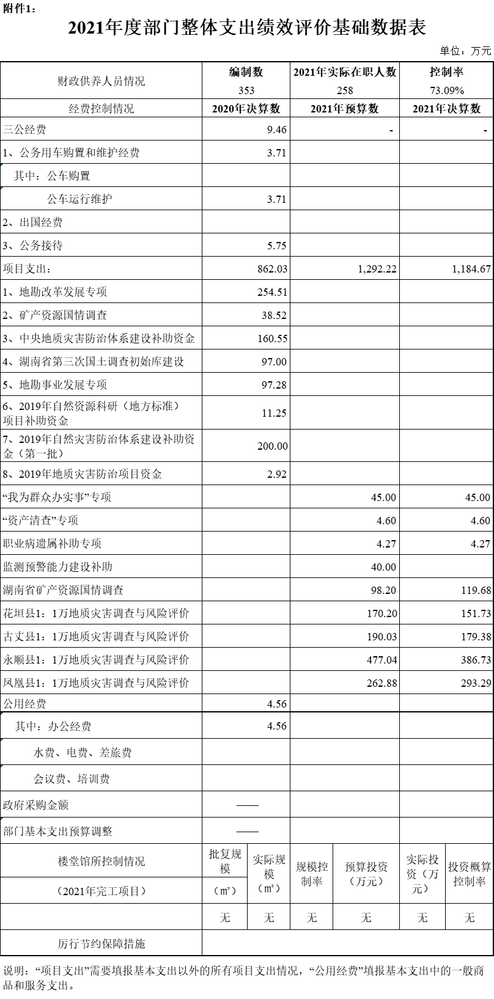 附件1：
2021年度部门整体支出绩效评价基础数据表
单位：万元
财政供养人员情况 编制数 2021年实际在职人数 控制率
353 258 73.09%
经费控制情况 2020年决算数 2021年预算数 2021年决算数
三公经费 9.46 - -
1、公务用车购置和维护经费 3.71
其中：公车购置
公车运行维护 3.71
2、出国经费
3、公务接待 5.75
项目支出： 862.03 1,292.22 1,184.67
1、地勘改革发展专项 254.51
2、矿产资源国情调查 38.52
3、中央地质灾害防治体系建设补助资金 160.55
4、湖南省第三次国土调查初始库建设 97.00
5、地勘事业发展专项 97.28
6、2019年自然资源科研（地方标准）
项目补助资金 11.25
7、2019年自然灾害防治体系建设补助资
金（第一批） 200.00
8、2019年地质灾害防治项目资金 2.92
“我为群众办实事”专项 45.00 45.00
“资产清查”专项 4.60 4.60
职业病遗属补助专项 4.27 4.27
监测预警能力建设补助 40.00
湖南省矿产资源国情调查 98.20 119.68
花垣县1：1万地质灾害调查与风险评价 170.20 151.73
古丈县1：1万地质灾害调查与风险评价 190.03 179.38
永顺县1：1万地质灾害调查与风险评价 477.04 386.73
凤凰县1：1万地质灾害调查与风险评价 262.88 293.29
公用经费 4.56
其中：办公经费 4.56
水费、电费、差旅费
会议费、培训费
政府采购金额 ——
部门基本支出预算调整 ——
楼堂馆所控制情况
（2021年完工项目）
批复规
模
（㎡）
实际规
模
（㎡）
规模控
制率
预算投资
（万元）
实际投
资（万
元）
投资概算
控制率
无 无 无 无 无 无
厉行节约保障措施
说明：“项目支出”需要填报基本支出以外的所有项目支出情况，“公用经费”填报基本支出中的一般商
品和服务支出。